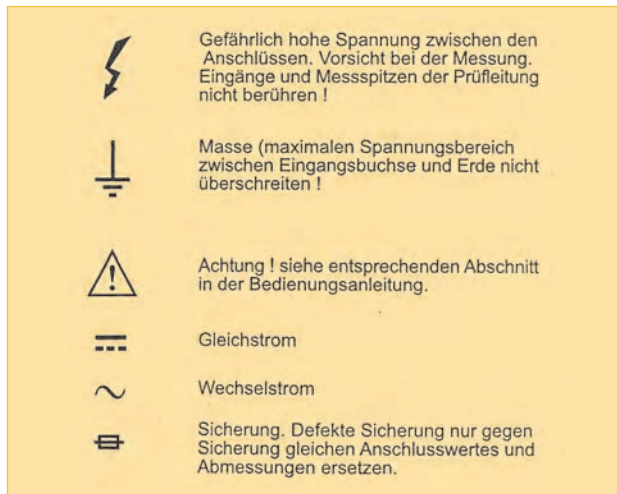 Gefährlich hohe Spannung zwischen den
Anschlüssen. Vorsicht bei der Messung.
Eingänge und Messspitzen der Prüfleitung
nicht berühren !
Masse (maximalen Spannungsbereich
zwischen Eingangsbuchse und Erde nicht
überschreiten !
Achtung ! siehe entsprechenden Abschnitt
in der Bedienungsanleitung.
Gleichstrom
Wechselstrom
Sicherung. Defekte Sicherung nur gegen
Sicherung gleichen Anschlusswertes und
Abmessungen ersetzen.